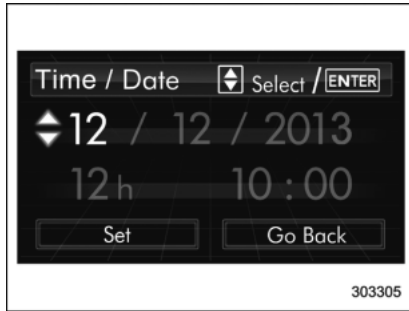 Time / Date Select / ENTER
12 / 12 / 2013
12h 10:00
Set Go Back
303305